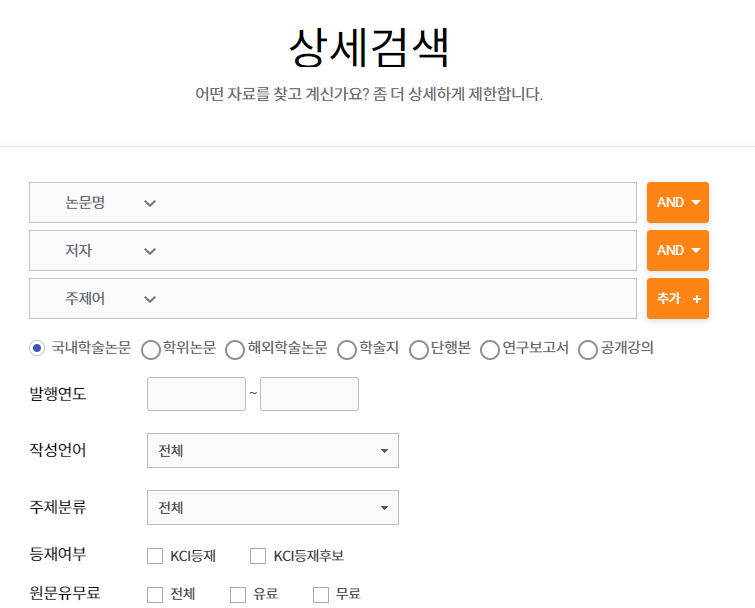 상세검색
어떤 자료를 찾고 계신가요? 좀 더 상세하게 제한합니다.
논문명 AND
저자 AND
주제어 추가 +
국내학술논문 학위논문 해외학술논문 학술지 단행본 연구보고서 공개강의
발행연도 ~
작성언어 전체
주제분류 전체
등재여부 KCI등재 KCI등재후보
원문유무료 전체 유료 무료